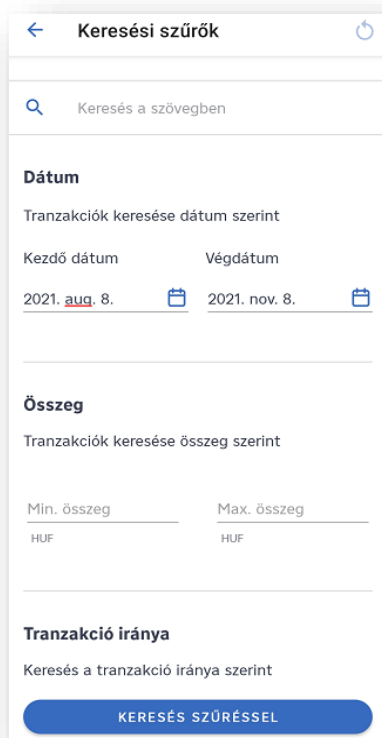 Keresési szűrők
Keresés a szövegben
Dátum
Tranzakciók keresése dátum szerint
Kezdő dátum Végdátum
2021. aug. 8. 2021. nov. 8.
Összeg
Tranzakciók keresése összeg szerint
Min. összeg Max. összeg
HUF HUF
Tranzakció iránya
Keresés a tranzakció iránya szerint
KERESÉS SZŰRÉSSEL